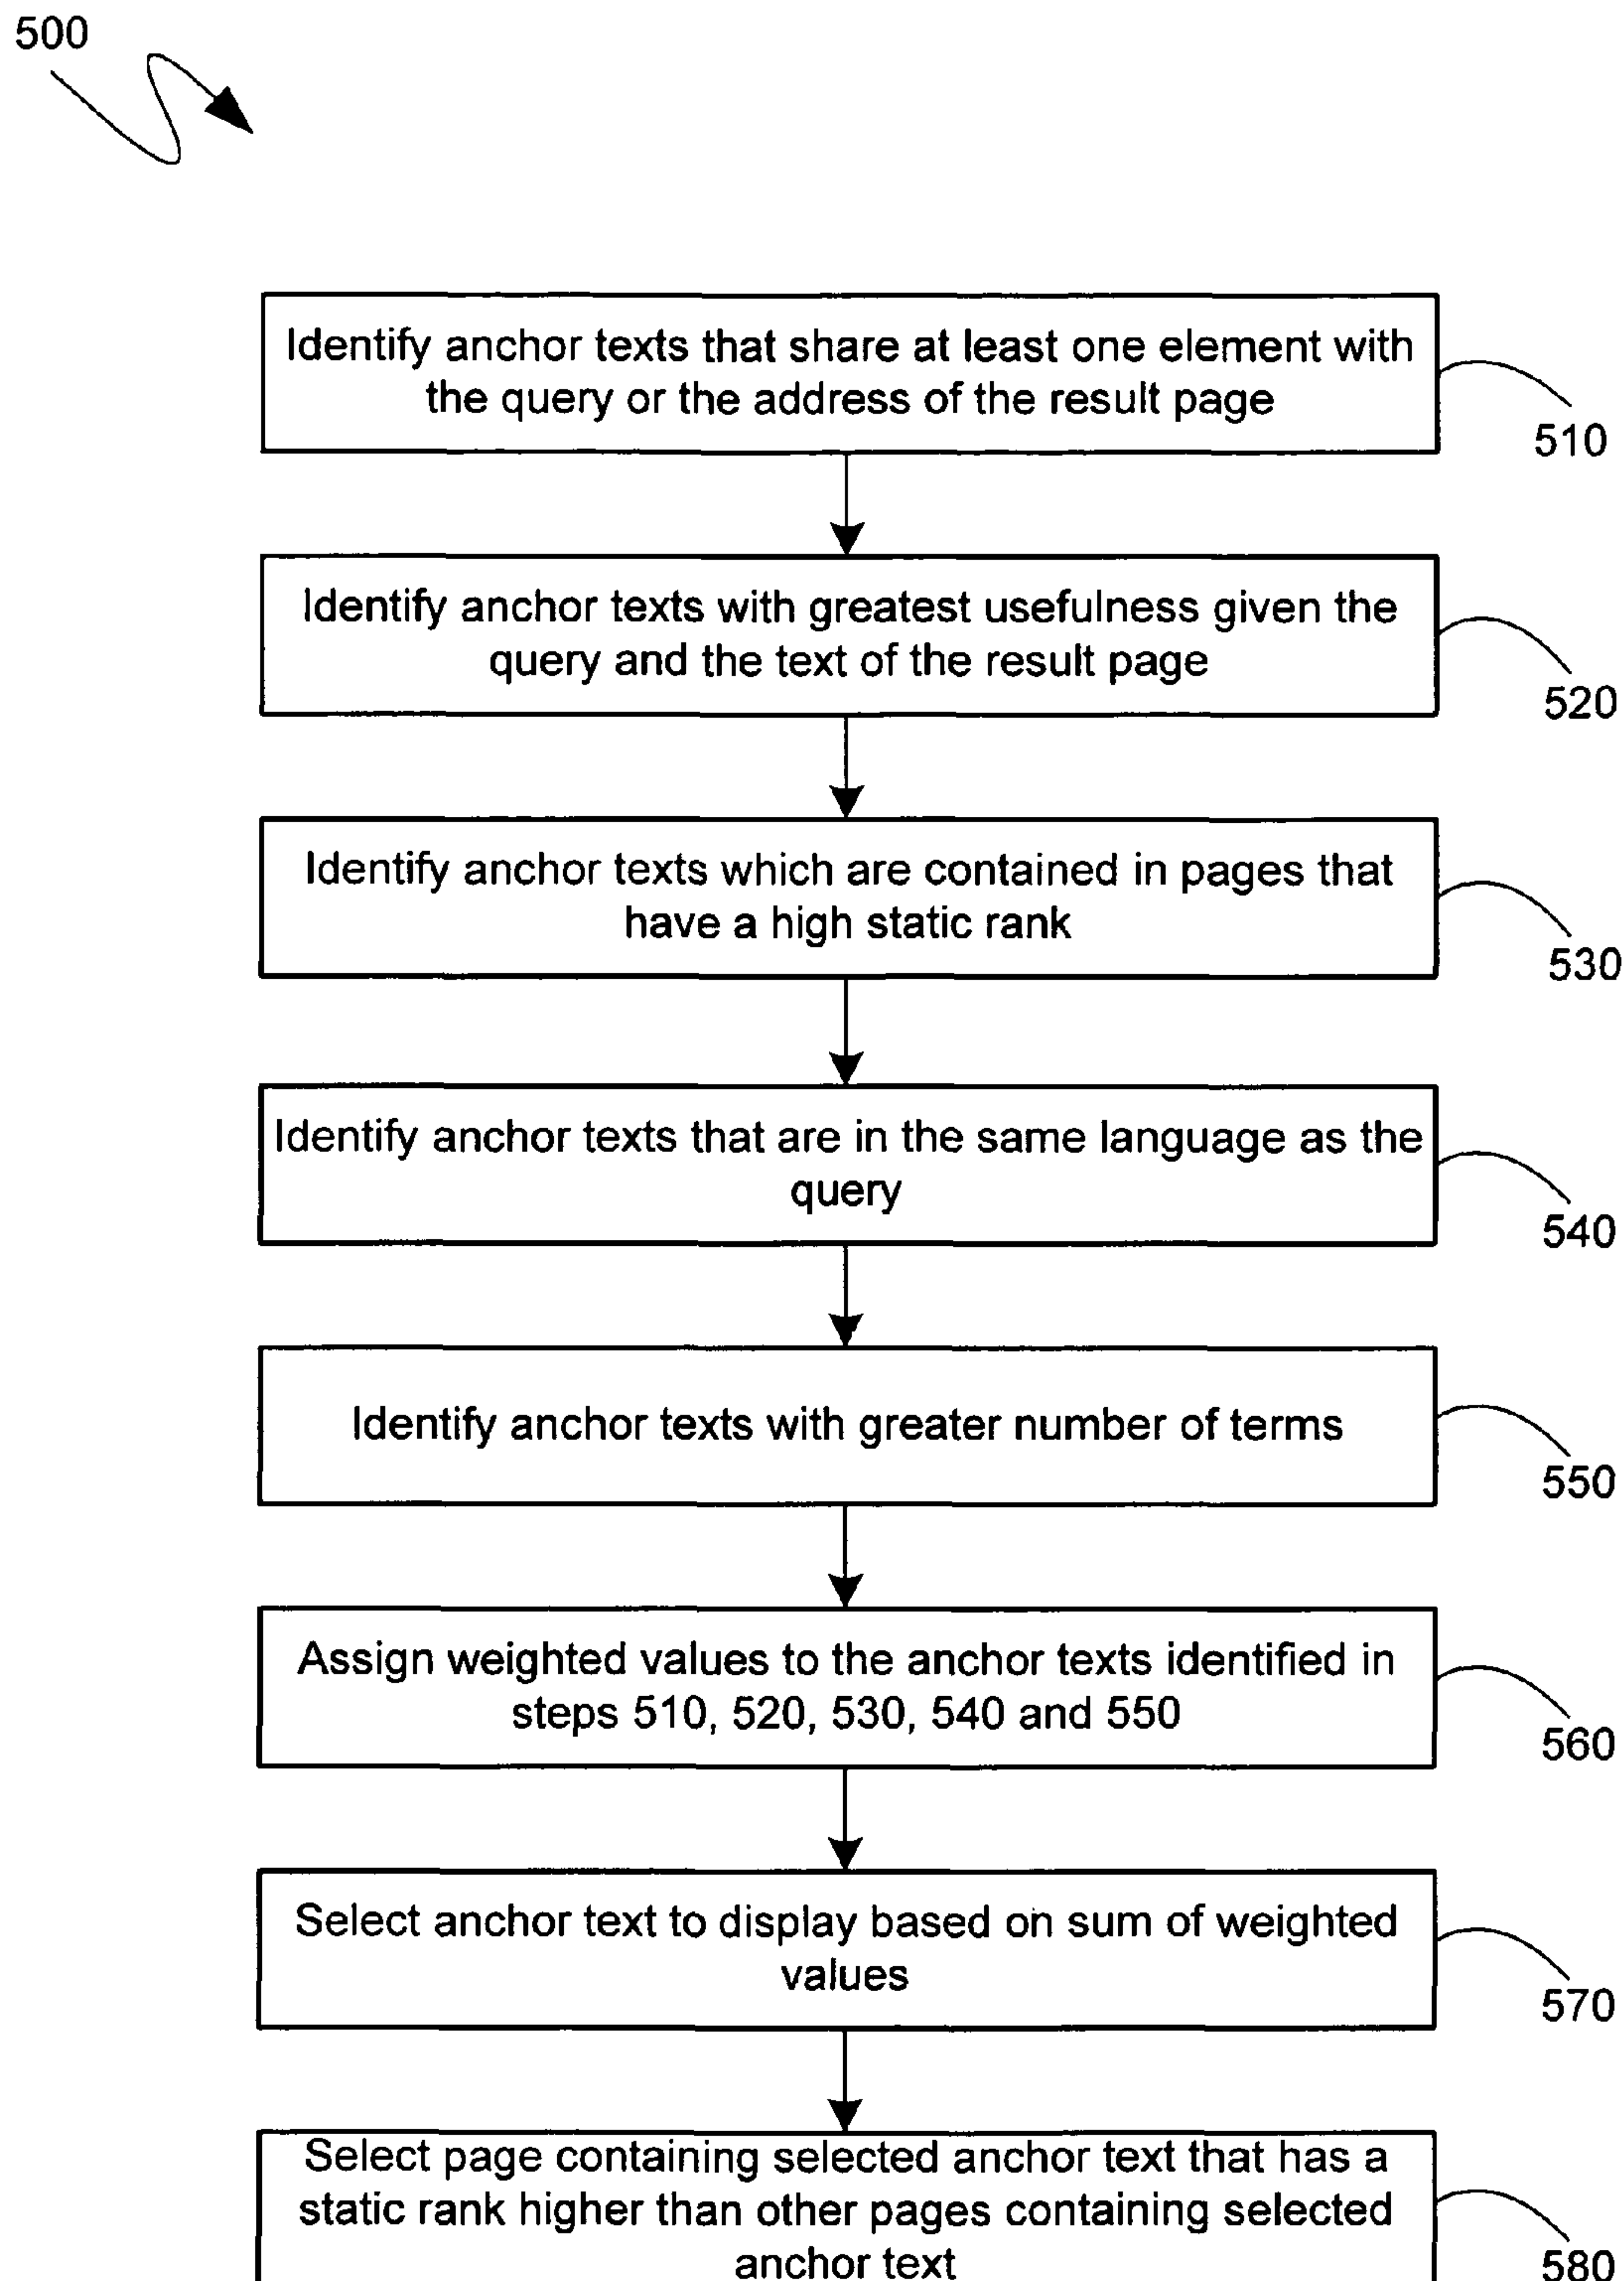 500
Identify anchor texts that share at least one element with
the query or the address of the result page
510
Identify anchor texts with greatest usefulness given the
query and the text of the result page
520
Identify anchor texts which are contained in pages that
have a high static rank
530
Identify anchor texts that are in the same language as the
query
540
Identify anchor texts with greater number of terms
550
Assign weighted values to the anchor texts identified in
steps 510, 520, 530, 540 and 550
560
Select anchor text to display based on sum of weighted
values
570
Select page containing selected anchor text that has a
static rank higher than other pages containing selected
anchor text
580